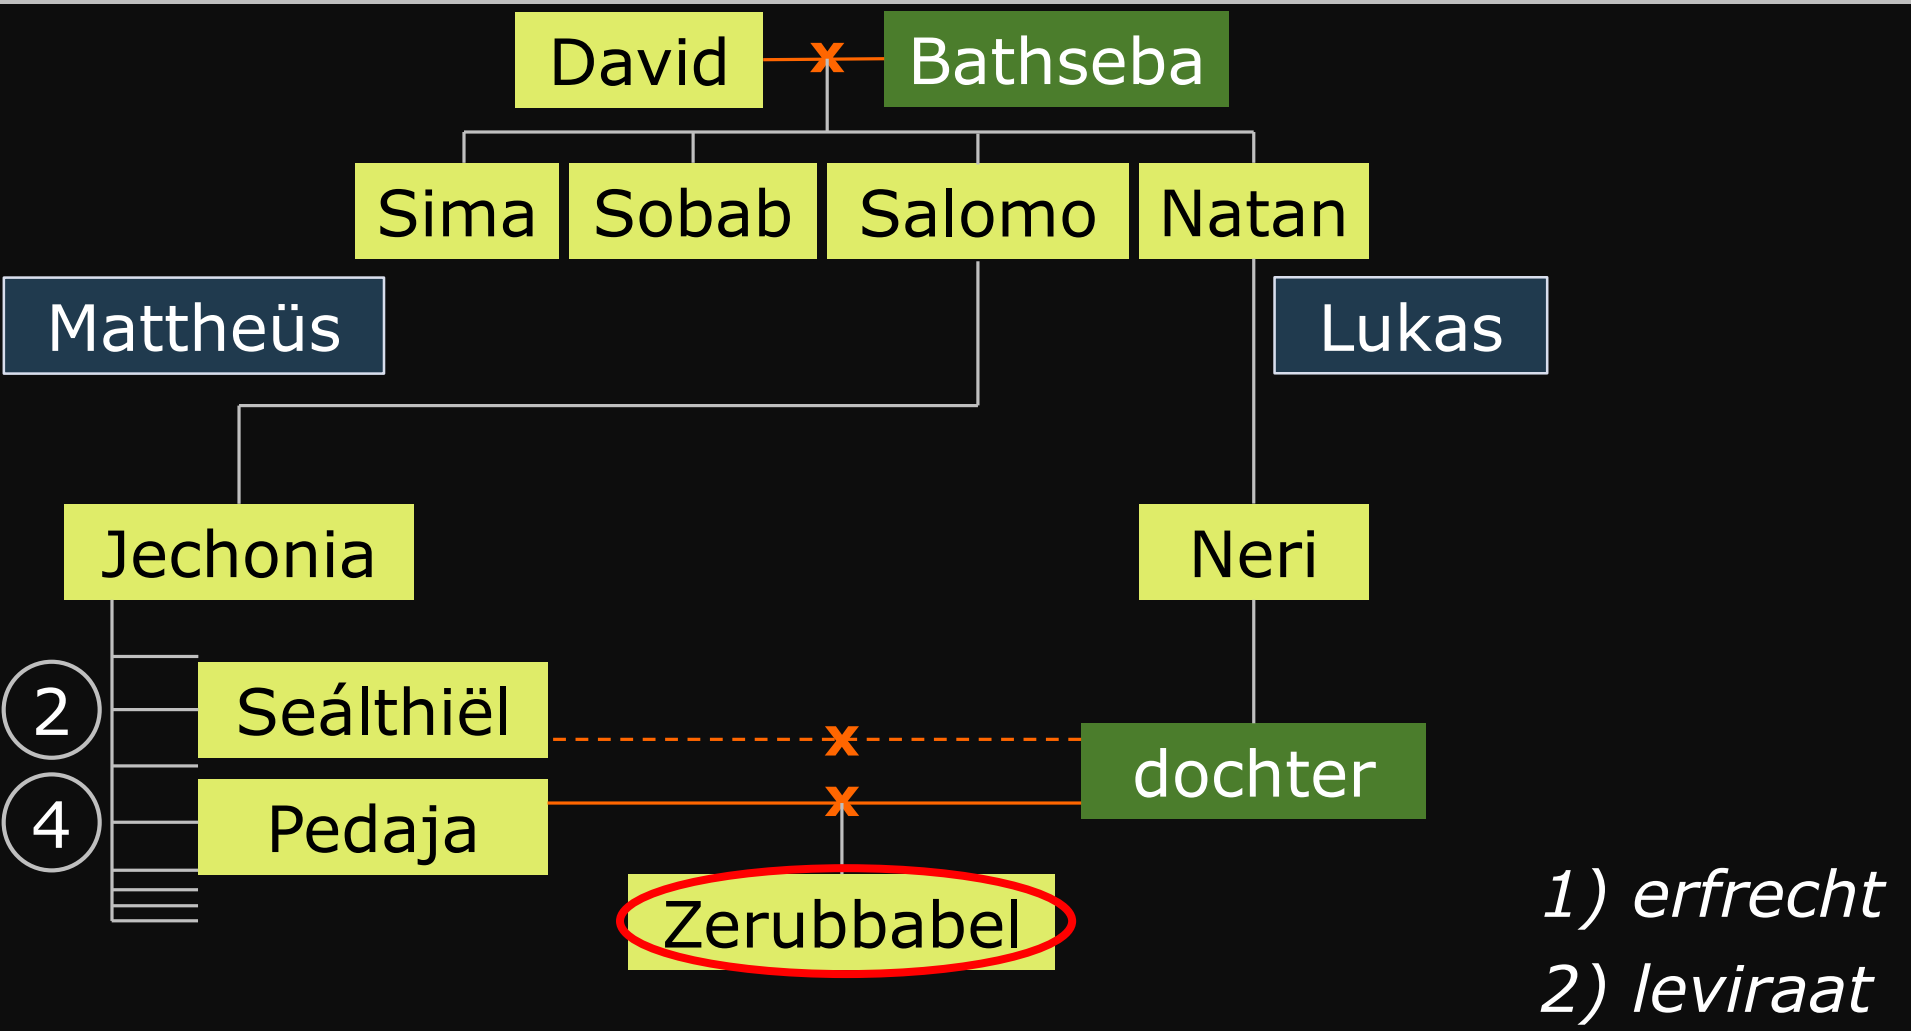 David x Bathseba
Sima Sobab Salomo Natan
Mattheüs Lukas
Jechonia Neri
2 Seálthiël x dochter
4 Pedaja x
Zerubbabel
1) erfrecht
2) leviraat